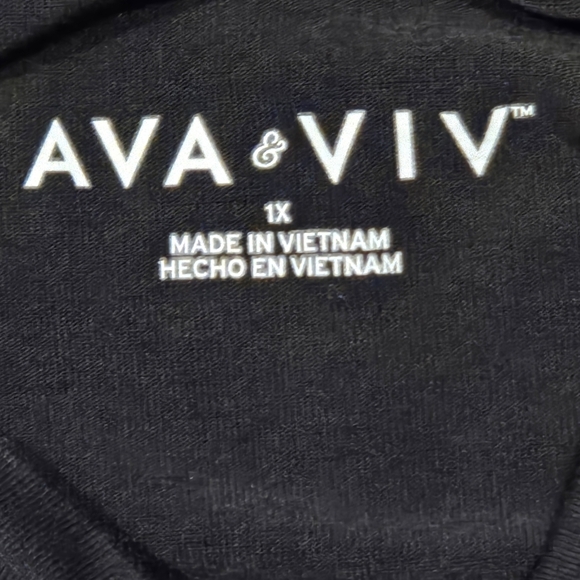 AVA & VIV™
1X
MADE IN VIETNAM
HECHO EN VIETNAM